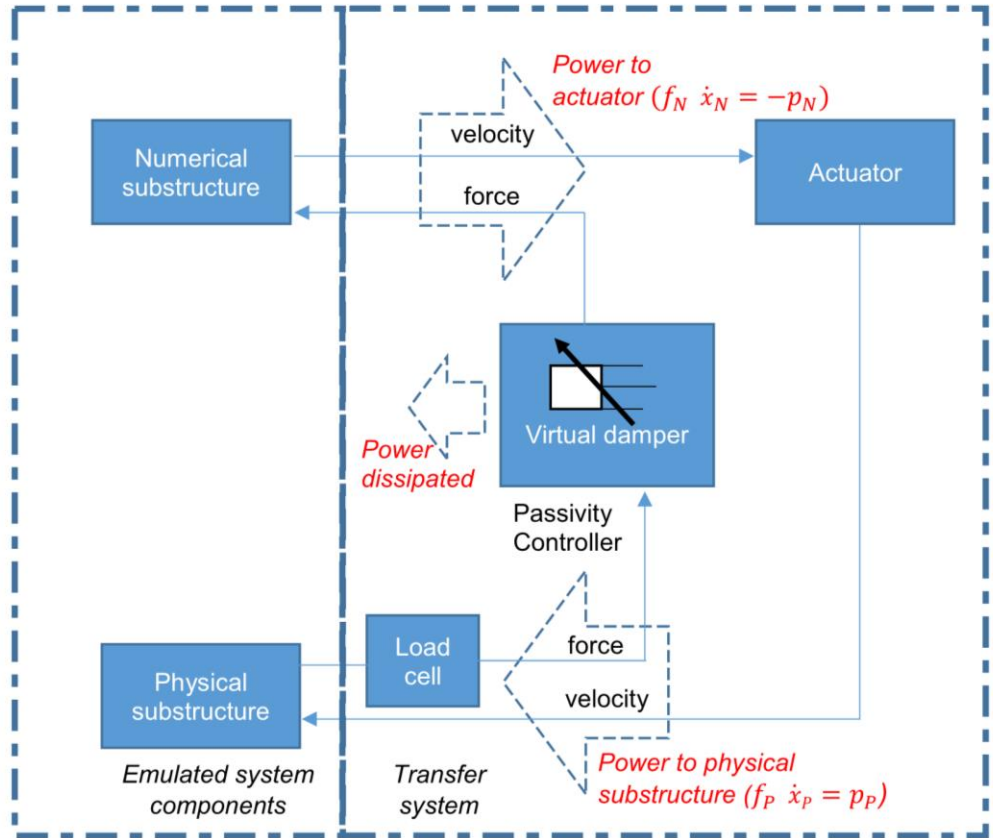 Power to
actuator (f_N ẋ_N = −p_N)
velocity
Numerical
substructure
Actuator
force
Virtual damper
Power
dissipated
Passivity
Controller
Load
cell
force
Physical
substructure
velocity
Emulated system
components
Transfer
system
Power to physical
substructure (f_P ẋ_P = p_P)